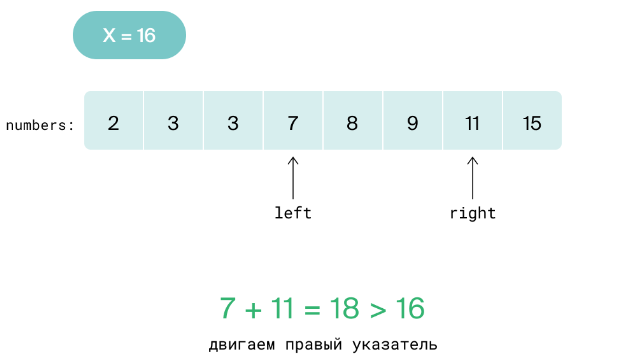 X = 16
numbers: 2 3 3 7 8 9 11 15
left right
7 + 11 = 18 > 16
двигаем правый указатель